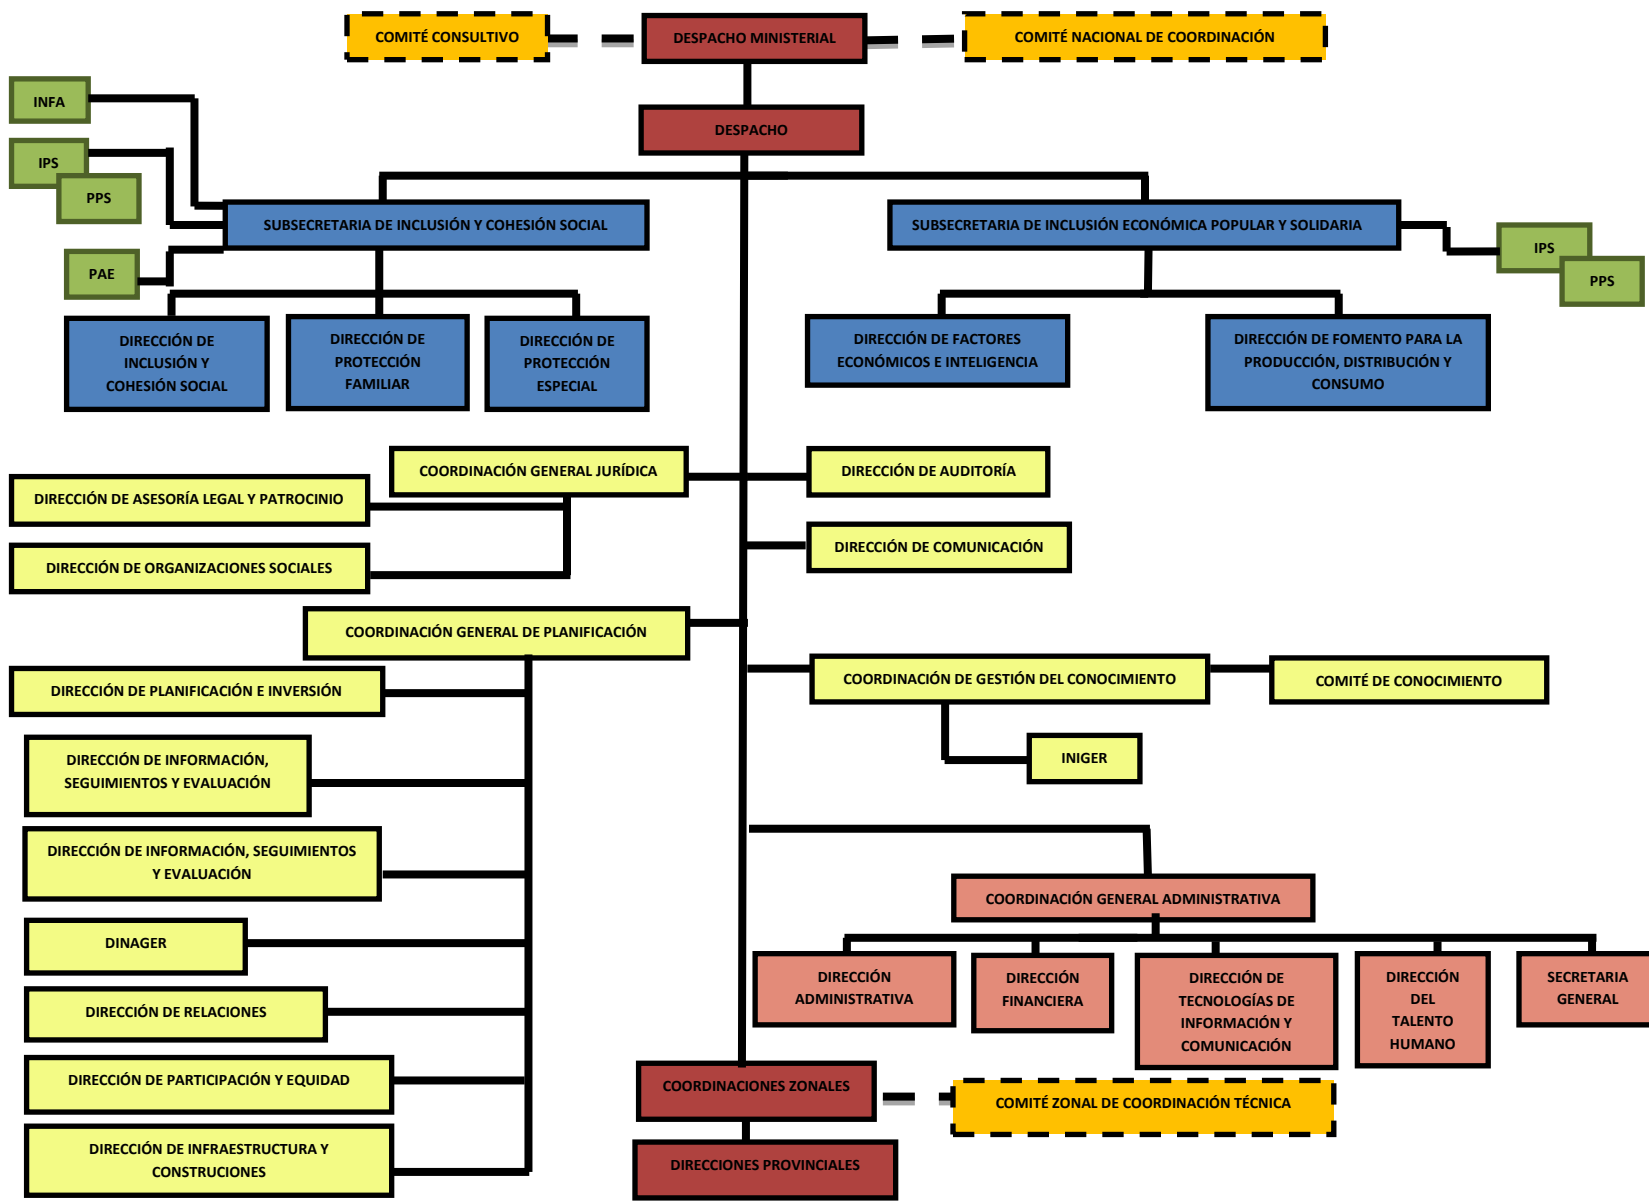 COMITÉ CONSULTIVO
DESPACHO MINISTERIAL
COMITÉ NACIONAL DE COORDINACIÓN
INFA
DESPACHO
IPS
PPS
SUBSECRETARIA DE INCLUSIÓN Y COHESIÓN SOCIAL
SUBSECRETARIA DE INCLUSIÓN ECONÓMICA POPULAR Y SOLIDARIA
IPS
PPS
PAE
DIRECCIÓN DE
INCLUSIÓN Y
COHESIÓN SOCIAL
DIRECCIÓN DE
PROTECCIÓN
FAMILIAR
DIRECCIÓN DE
PROTECCIÓN
ESPECIAL
DIRECCIÓN DE FACTORES
ECONÓMICOS E INTELIGENCIA
DIRECCIÓN DE FOMENTO PARA LA
PRODUCCIÓN, DISTRIBUCIÓN Y
CONSUMO
COORDINACIÓN GENERAL JURÍDICA
DIRECCIÓN DE AUDITORÍA
DIRECCIÓN DE ASESORÍA LEGAL Y PATROCINIO
DIRECCIÓN DE COMUNICACIÓN
DIRECCIÓN DE ORGANIZACIONES SOCIALES
COORDINACIÓN GENERAL DE PLANIFICACIÓN
COORDINACIÓN DE GESTIÓN DEL CONOCIMIENTO
COMITÉ DE CONOCIMIENTO
DIRECCIÓN DE PLANIFICACIÓN E INVERSIÓN
INIGER
DIRECCIÓN DE INFORMACIÓN,
SEGUIMIENTOS Y EVALUACIÓN
DIRECCIÓN DE INFORMACIÓN, SEGUIMIENTOS
Y EVALUACIÓN
COORDINACIÓN GENERAL ADMINISTRATIVA
DINAGER
DIRECCIÓN
ADMINISTRATIVA
DIRECCIÓN
FINANCIERA
DIRECCIÓN DE
TECNOLOGÍAS DE
INFORMACIÓN Y
COMUNICACIÓN
DIRECCIÓN
DEL
TALENTO
HUMANO
SECRETARIA
GENERAL
DIRECCIÓN DE RELACIONES
DIRECCIÓN DE PARTICIPACIÓN Y EQUIDAD
COORDINACIONES ZONALES
COMITÉ ZONAL DE COORDINACIÓN TÉCNICA
DIRECCIÓN DE INFRAESTRUCTURA Y
CONSTRUCIONES
DIRECCIONES PROVINCIALES